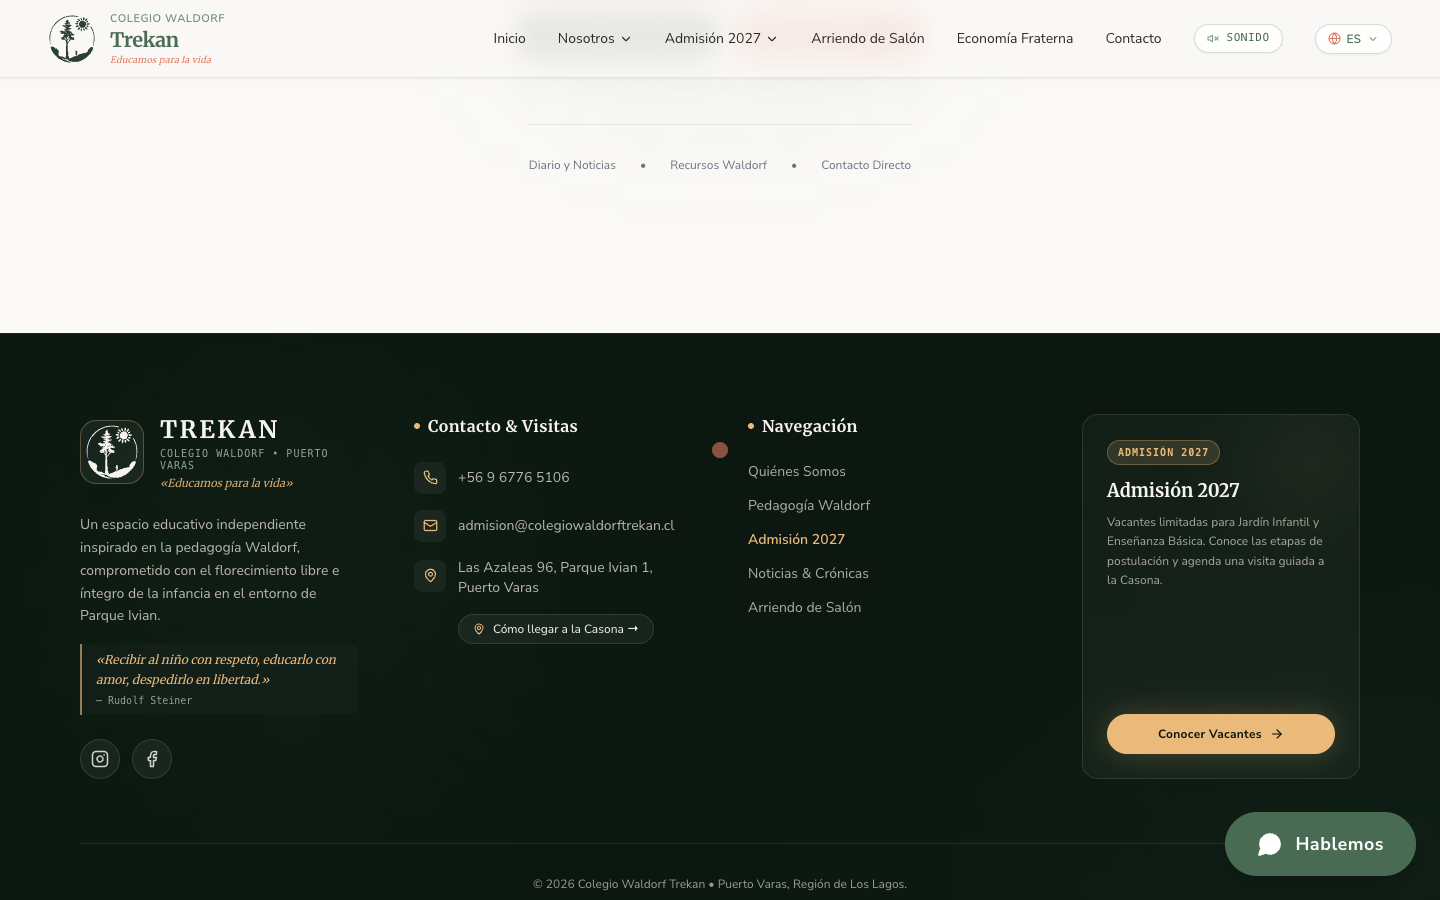 COLEGIO WALDORF
Trekan
Educamos para la vida
Inicio
Nosotros
Admisión 2027
Arriendo de Salón
Economía Fraterna
Contacto
SONIDO
ES
Diario y Noticias • Recursos Waldorf • Contacto Directo
TREKAN
COLEGIO WALDORF • PUERTO
VARAS
«Educamos para la vida»
Un espacio educativo independiente
inspirado en la pedagogía Waldorf,
comprometido con el florecimiento libre e
íntegro de la infancia en el entorno de
Parque Ivian.
«Recibir al niño con respeto, educarlo con
amor, despedirlo en libertad.»
— Rudolf Steiner
Contacto & Visitas
+56 9 6776 5106
admision@colegiowaldorftrekan.cl
Las Azaleas 96, Parque Ivian 1,
Puerto Varas
Cómo llegar a la Casona →
Navegación
Quiénes Somos
Pedagogía Waldorf
Admisión 2027
Noticias & Crónicas
Arriendo de Salón
ADMISIÓN 2027
Admisión 2027
Vacantes limitadas para Jardín Infantil y
Enseñanza Básica. Conoce las etapas de
postulación y agenda una visita guiada a
la Casona.
Conocer Vacantes →
Hablemos
© 2026 Colegio Waldorf Trekan • Puerto Varas, Región de Los Lagos.